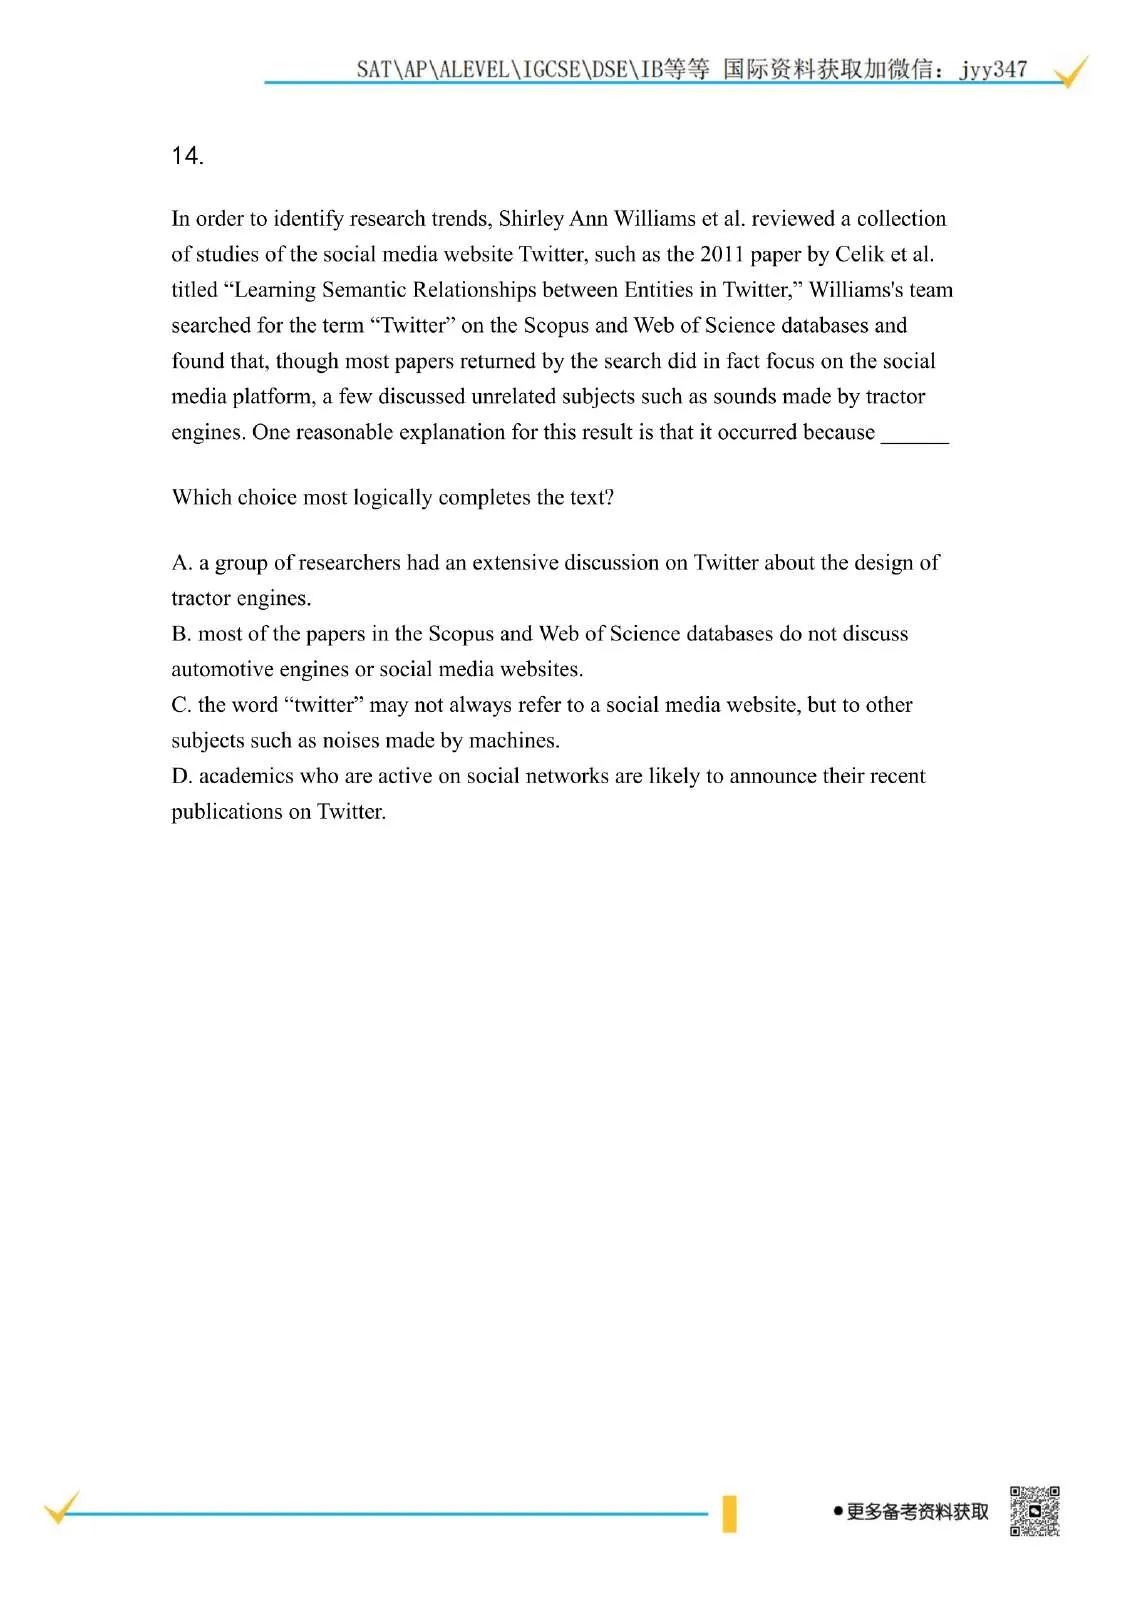 SAT\AP\ALEVEL\IGCSE\DSE\IB等等 国际资料获取加微信：jyy347
14.
In order to identify research trends, Shirley Ann Williams et al. reviewed a collection
of studies of the social media website Twitter, such as the 2011 paper by Celik et al.
titled “Learning Semantic Relationships between Entities in Twitter,” Williams's team
searched for the term “Twitter” on the Scopus and Web of Science databases and
found that, though most papers returned by the search did in fact focus on the social
media platform, a few discussed unrelated subjects such as sounds made by tractor
engines. One reasonable explanation for this result is that it occurred because ______
Which choice most logically completes the text?
A. a group of researchers had an extensive discussion on Twitter about the design of
tractor engines.
B. most of the papers in the Scopus and Web of Science databases do not discuss
automotive engines or social media websites.
C. the word “twitter” may not always refer to a social media website, but to other
subjects such as noises made by machines.
D. academics who are active on social networks are likely to announce their recent
publications on Twitter.
●更多备考资料获取